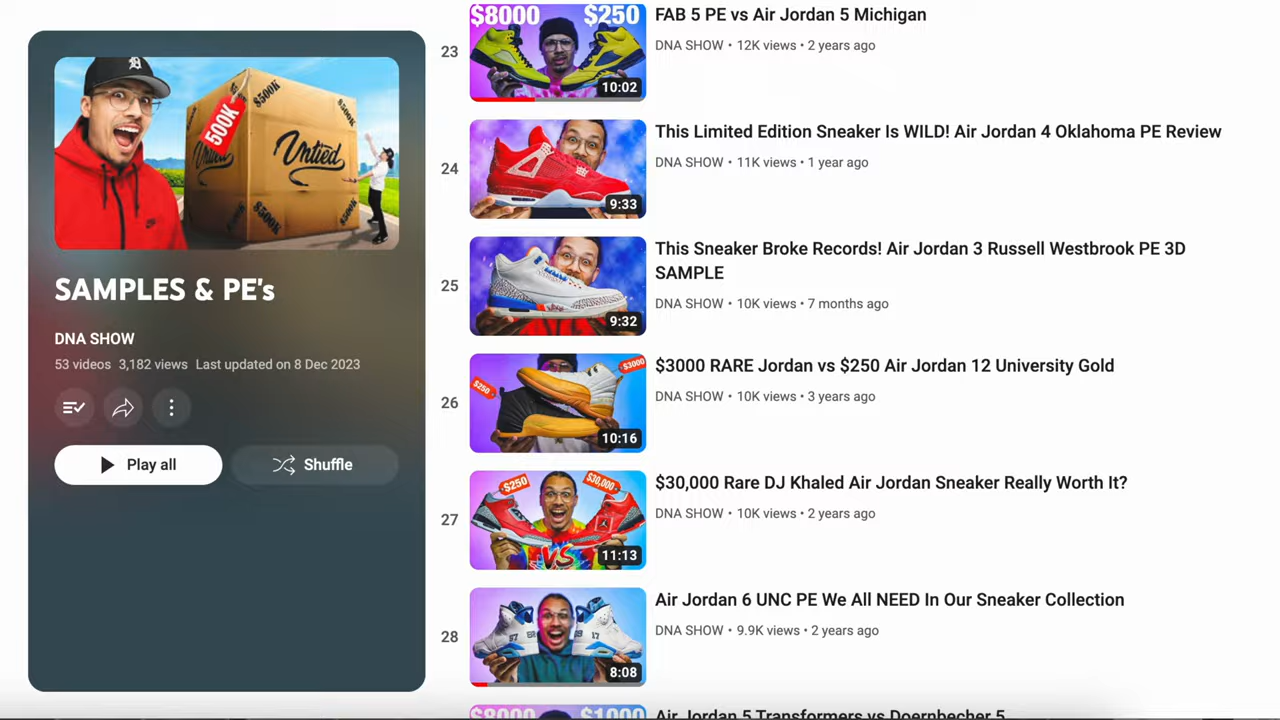 500K
$500K
$500K
$500K
$500K
Untied
Untied
SAMPLES & PE's
DNA SHOW
53 videos 3,182 views Last updated on 8 Dec 2023
Play all
Shuffle
23
$8000 $250
10:02
FAB 5 PE vs Air Jordan 5 Michigan
DNA SHOW • 12K views • 2 years ago
24
9:33
This Limited Edition Sneaker Is WILD! Air Jordan 4 Oklahoma PE Review
DNA SHOW • 11K views • 1 year ago
25
9:32
This Sneaker Broke Records! Air Jordan 3 Russell Westbrook PE 3D
SAMPLE
DNA SHOW • 10K views • 7 months ago
26
$250
$3000
10:16
$3000 RARE Jordan vs $250 Air Jordan 12 University Gold
DNA SHOW • 10K views • 3 years ago
27
$250
$30,000
VS
11:13
$30,000 Rare DJ Khaled Air Jordan Sneaker Really Worth It?
DNA SHOW • 10K views • 2 years ago
28
8:08
Air Jordan 6 UNC PE We All NEED In Our Sneaker Collection
DNA SHOW • 9.9K views • 2 years ago
$8000 $1000
Air Jordan 5 Transformers vs Doernbecher 5